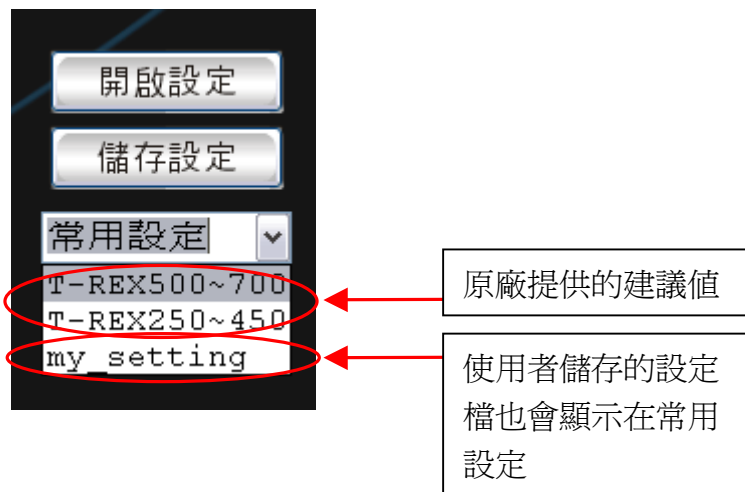 開啟設定
儲存設定
常用設定
T-REX500~700
T-REX250~450
my_setting
原廠提供的建議值
使用者儲存的設定
檔也會顯示在常用
設定